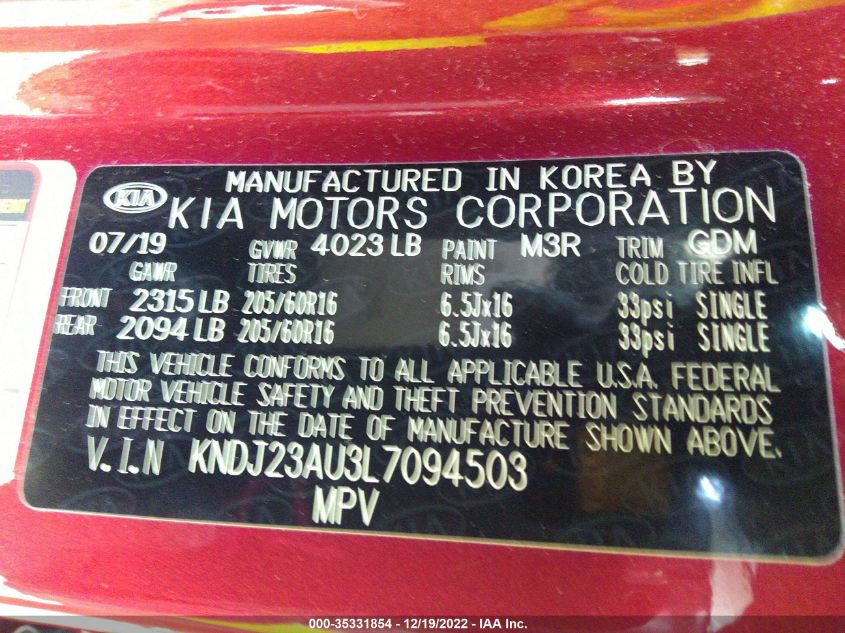 MANUFACTURED IN KOREA BY
KIA KIA MOTORS CORPORATION
07/19 GVWR 4023 LB PAINT M3R TRIM GDM
GAWR TIRES RIMS COLD TIRE INFL
FRONT 2315 LB 205/60R16 6.5Jx16 33psi SINGLE
REAR 2094 LB 205/60R16 6.5Jx16 33psi SINGLE
THIS VEHICLE CONFORMS TO ALL APPLICABLE U.S.A. FEDERAL
MOTOR VEHICLE SAFETY AND THEFT PREVENTION STANDARDS
IN EFFECT ON THE DATE OF MANUFACTURE SHOWN ABOVE.
V.I.N KNDJ23AU3L7094503
MPV
000-35331854 - 12/19/2022 - IAA Inc.